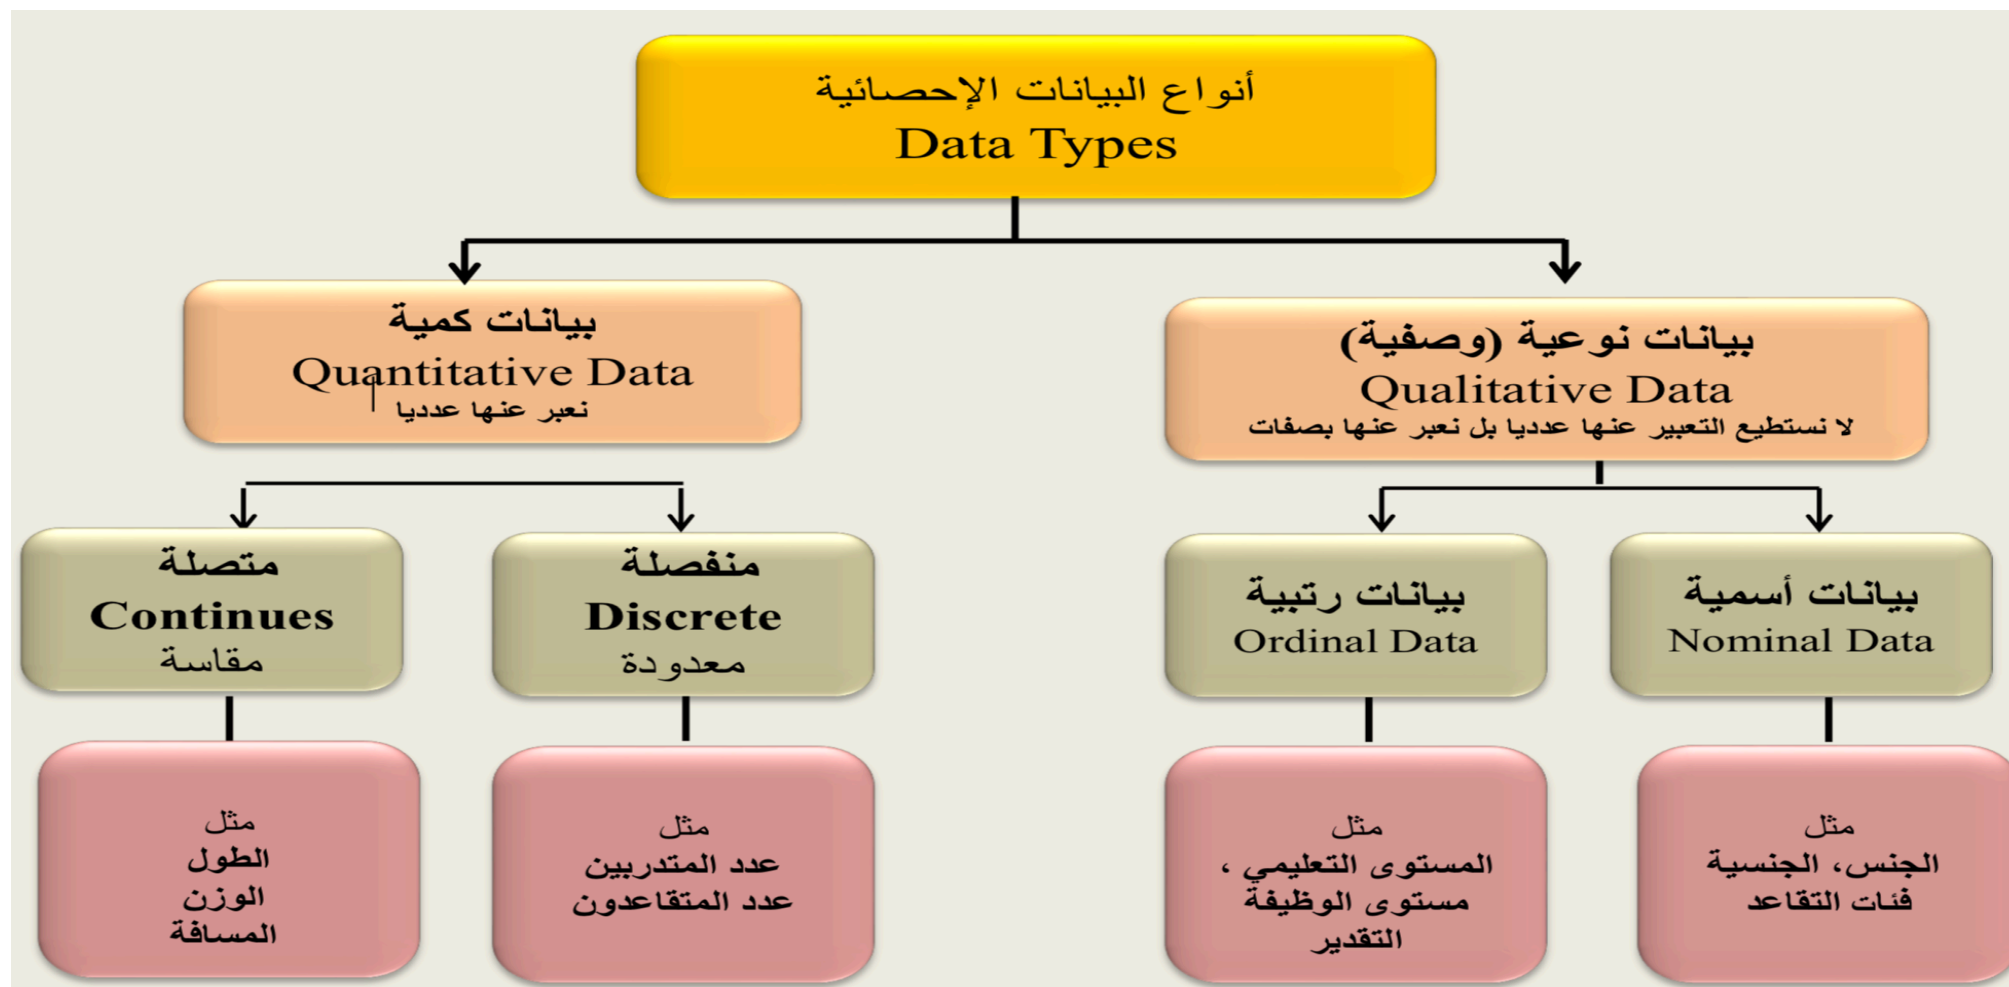 أنواع البيانات الإحصائية
Data Types
بيانات نوعية (وصفية)
Qualitative Data
لا نستطيع التعبير عنها عدديا بل نعبر عنها بصفات
بيانات كمية
Quantitative Data
نعبر عنها عدديا
بيانات أسمية
Nominal Data
بيانات رتبية
Ordinal Data
منفصلة
Discrete
معدودة
متصلة
Continues
مقاسة
مثل
الجنس، الجنسية
فئات التقاعد
مثل
المستوى التعليمي ،
مستوى الوظيفة
التقدير
مثل
عدد المتدربين
عدد المتقاعدون
مثل
الطول
الوزن
المسافة